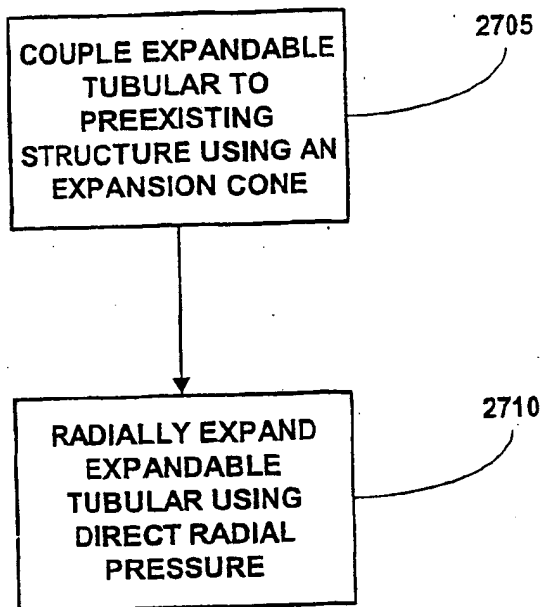 2705
COUPLE EXPANDABLE
TUBULAR TO
PREEXISTING
STRUCTURE USING AN
EXPANSION CONE
2710
RADIALLY EXPAND
EXPANDABLE
TUBULAR USING
DIRECT RADIAL
PRESSURE